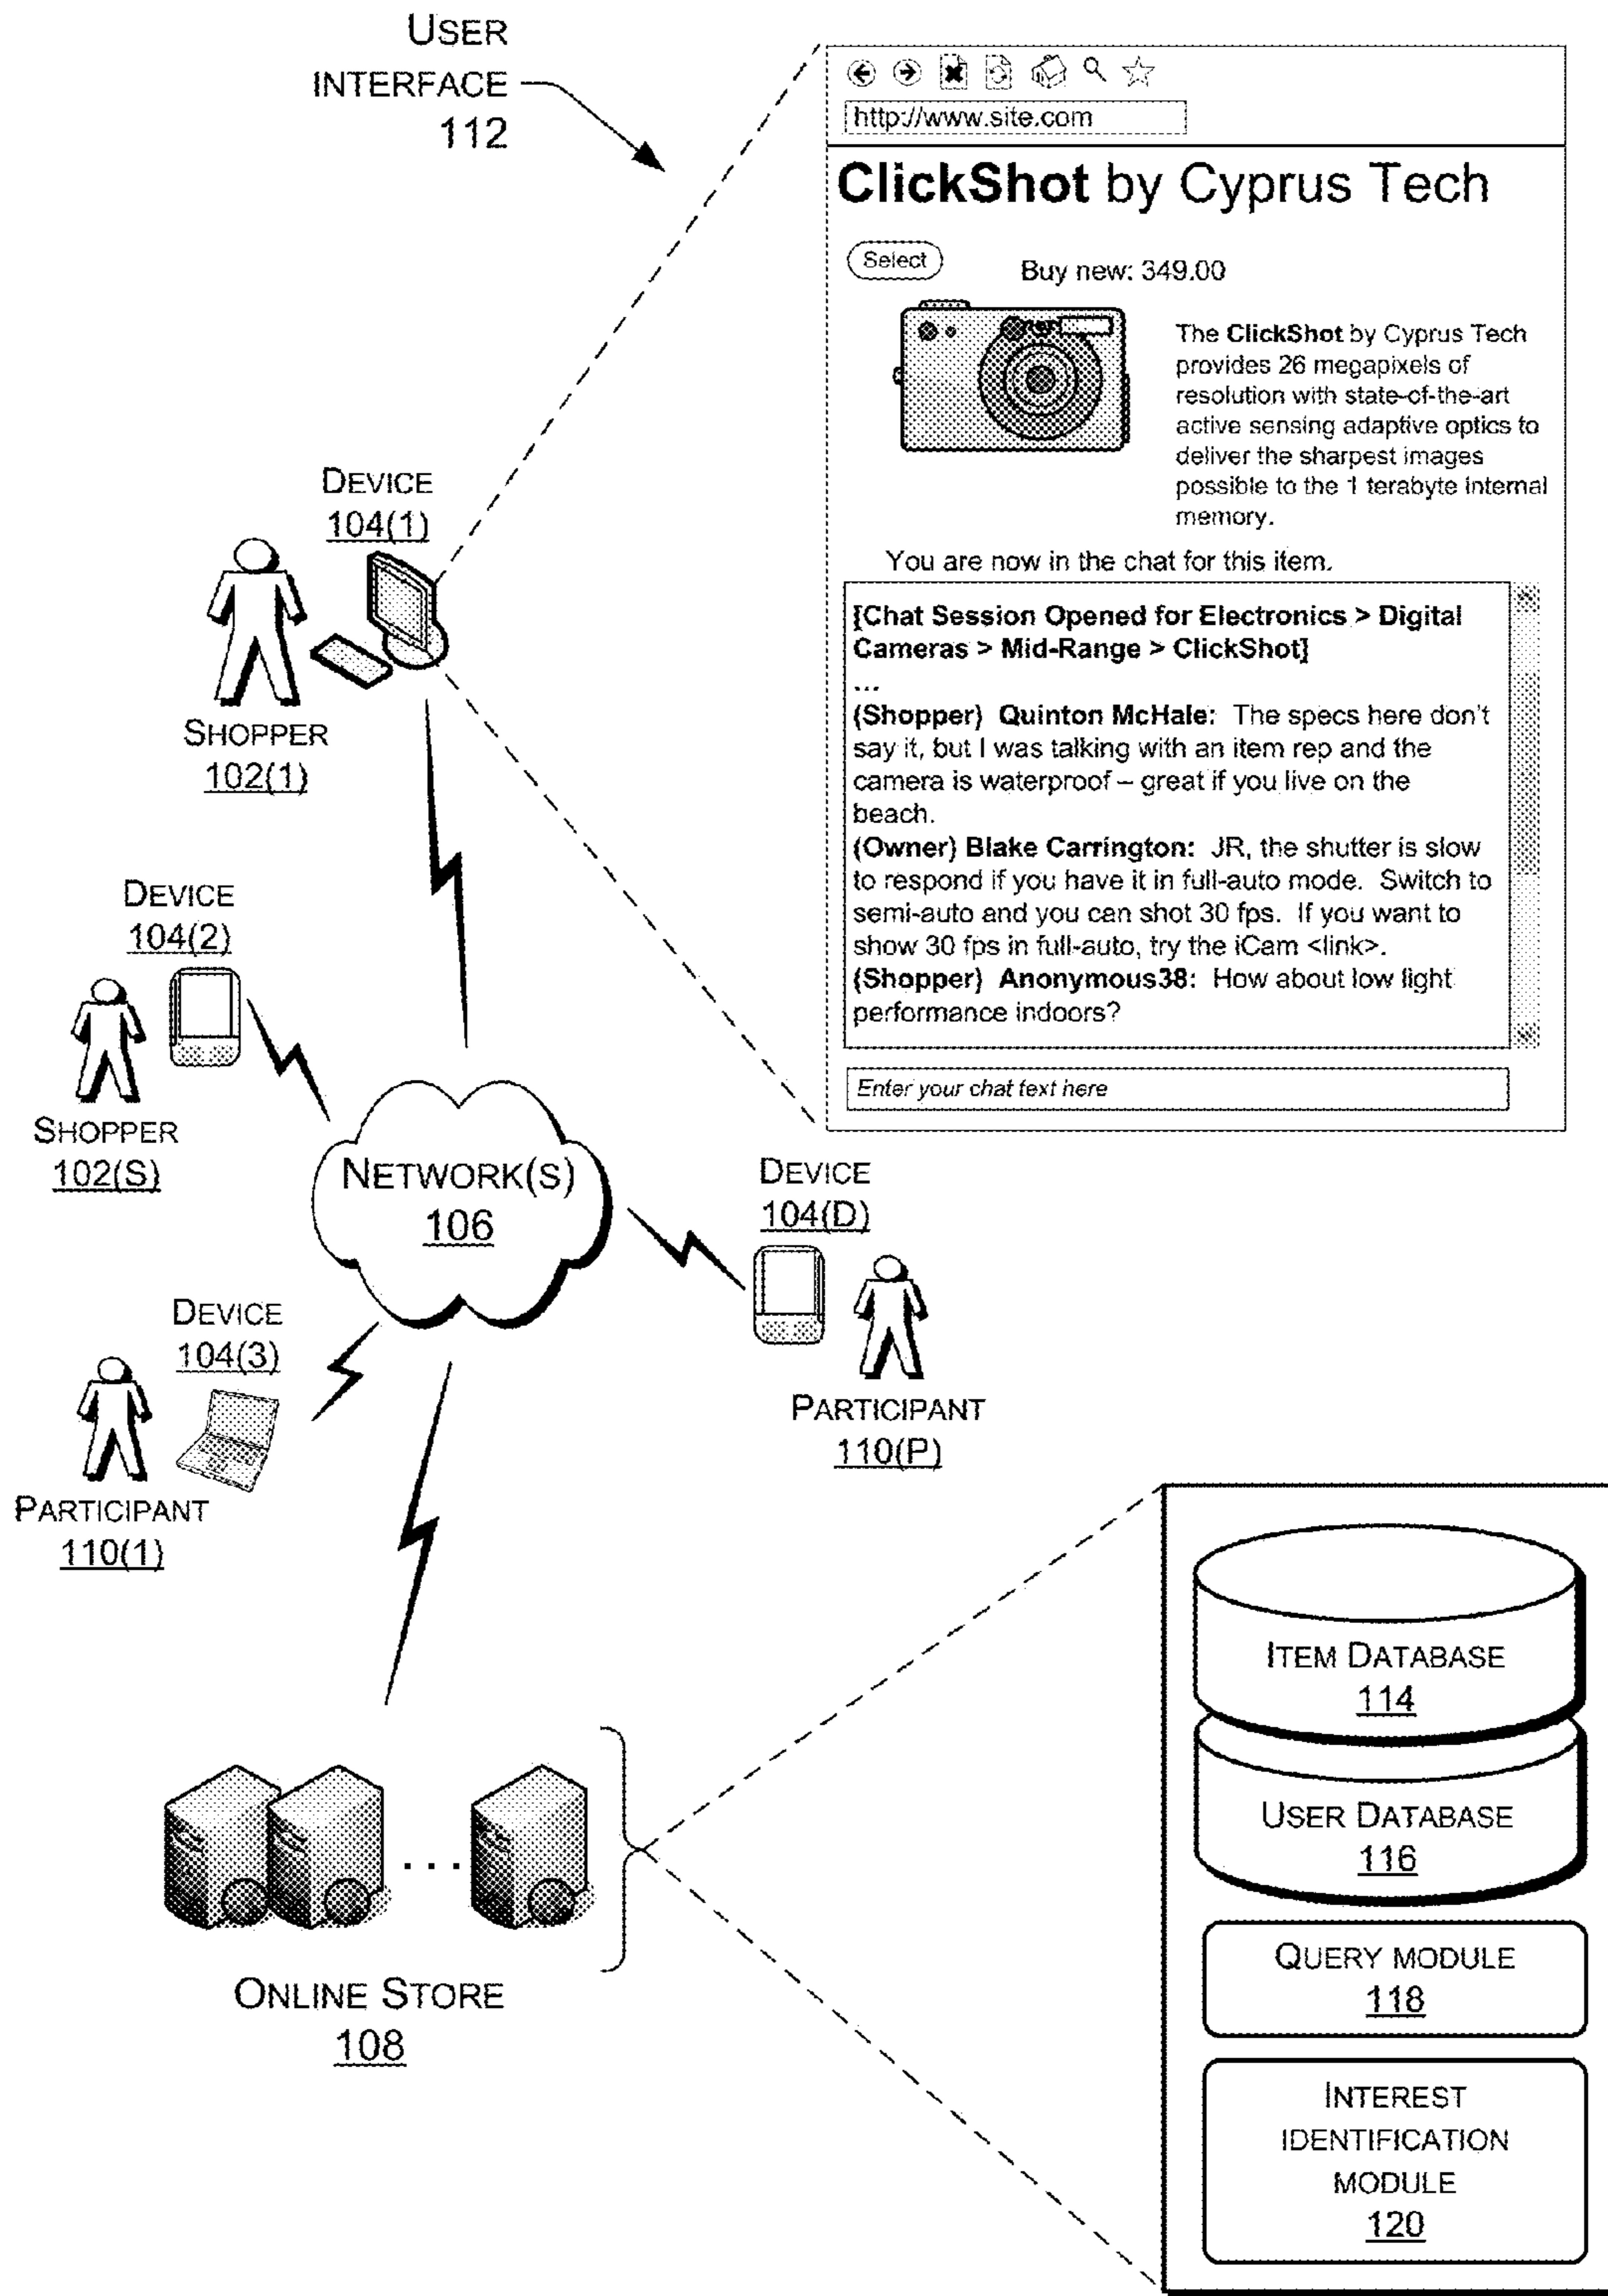 USER
INTERFACE
112
http://www.site.com
ClickShot by Cyprus Tech
Select
Buy new: 349.00
The ClickShot by Cyprus Tech
provides 26 megapixels of
resolution with state-of-the-art
active sensing adaptive optics to
deliver the sharpest images
possible to the 1 terabyte internal
memory.
You are now in the chat for this item.
[Chat Session Opened for Electronics > Digital
Cameras > Mid-Range > ClickShot]
...
(Shopper) Quinton McHale: The specs here don't
say it, but I was talking with an item rep and the
camera is waterproof – great if you live on the
beach.
(Owner) Blake Carrington: JR, the shutter is slow
to respond if you have it in full-auto mode. Switch to
semi-auto and you can shot 30 fps. If you want to
show 30 fps in full-auto, try the iCam <link>.
(Shopper) Anonymous38: How about low light
performance indoors?
Enter your chat text here
DEVICE
104(1)
SHOPPER
102(1)
DEVICE
104(2)
SHOPPER
102(S)
NETWORK(S)
106
DEVICE
104(D)
PARTICIPANT
110(P)
DEVICE
104(3)
PARTICIPANT
110(1)
...
ONLINE STORE
108
ITEM DATABASE
114
USER DATABASE
116
QUERY MODULE
118
INTEREST
IDENTIFICATION
MODULE
120